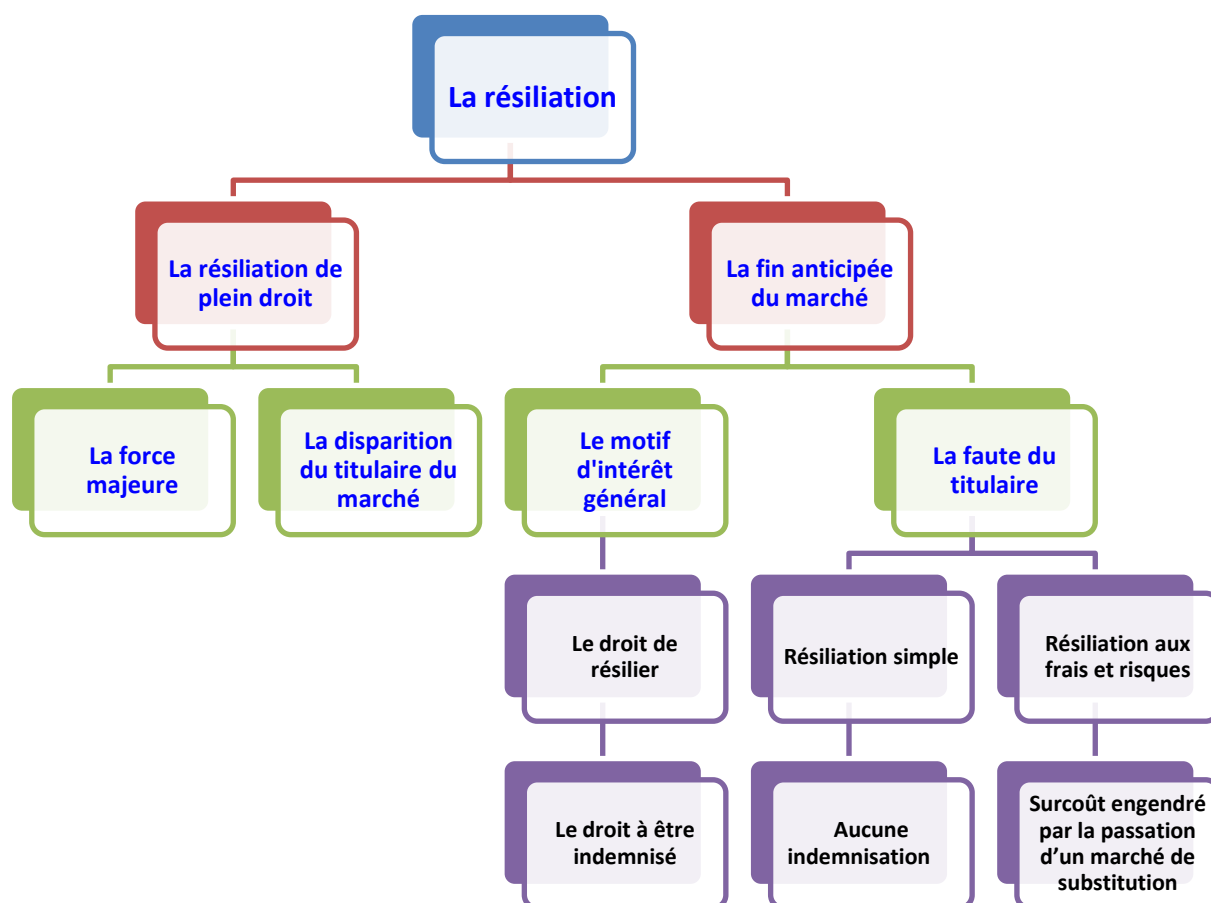 La résiliation
La résiliation de
plein droit
La fin anticipée
du marché
La force
majeure
La disparition
du titulaire du
marché
Le motif
d'intérêt
général
La faute du
titulaire
Le droit de
résilier
Résiliation simple
Résiliation aux
frais et risques
Le droit à être
indemnisé
Aucune
indemnisation
Surcoût engendré
par la passation
d’un marché de
substitution